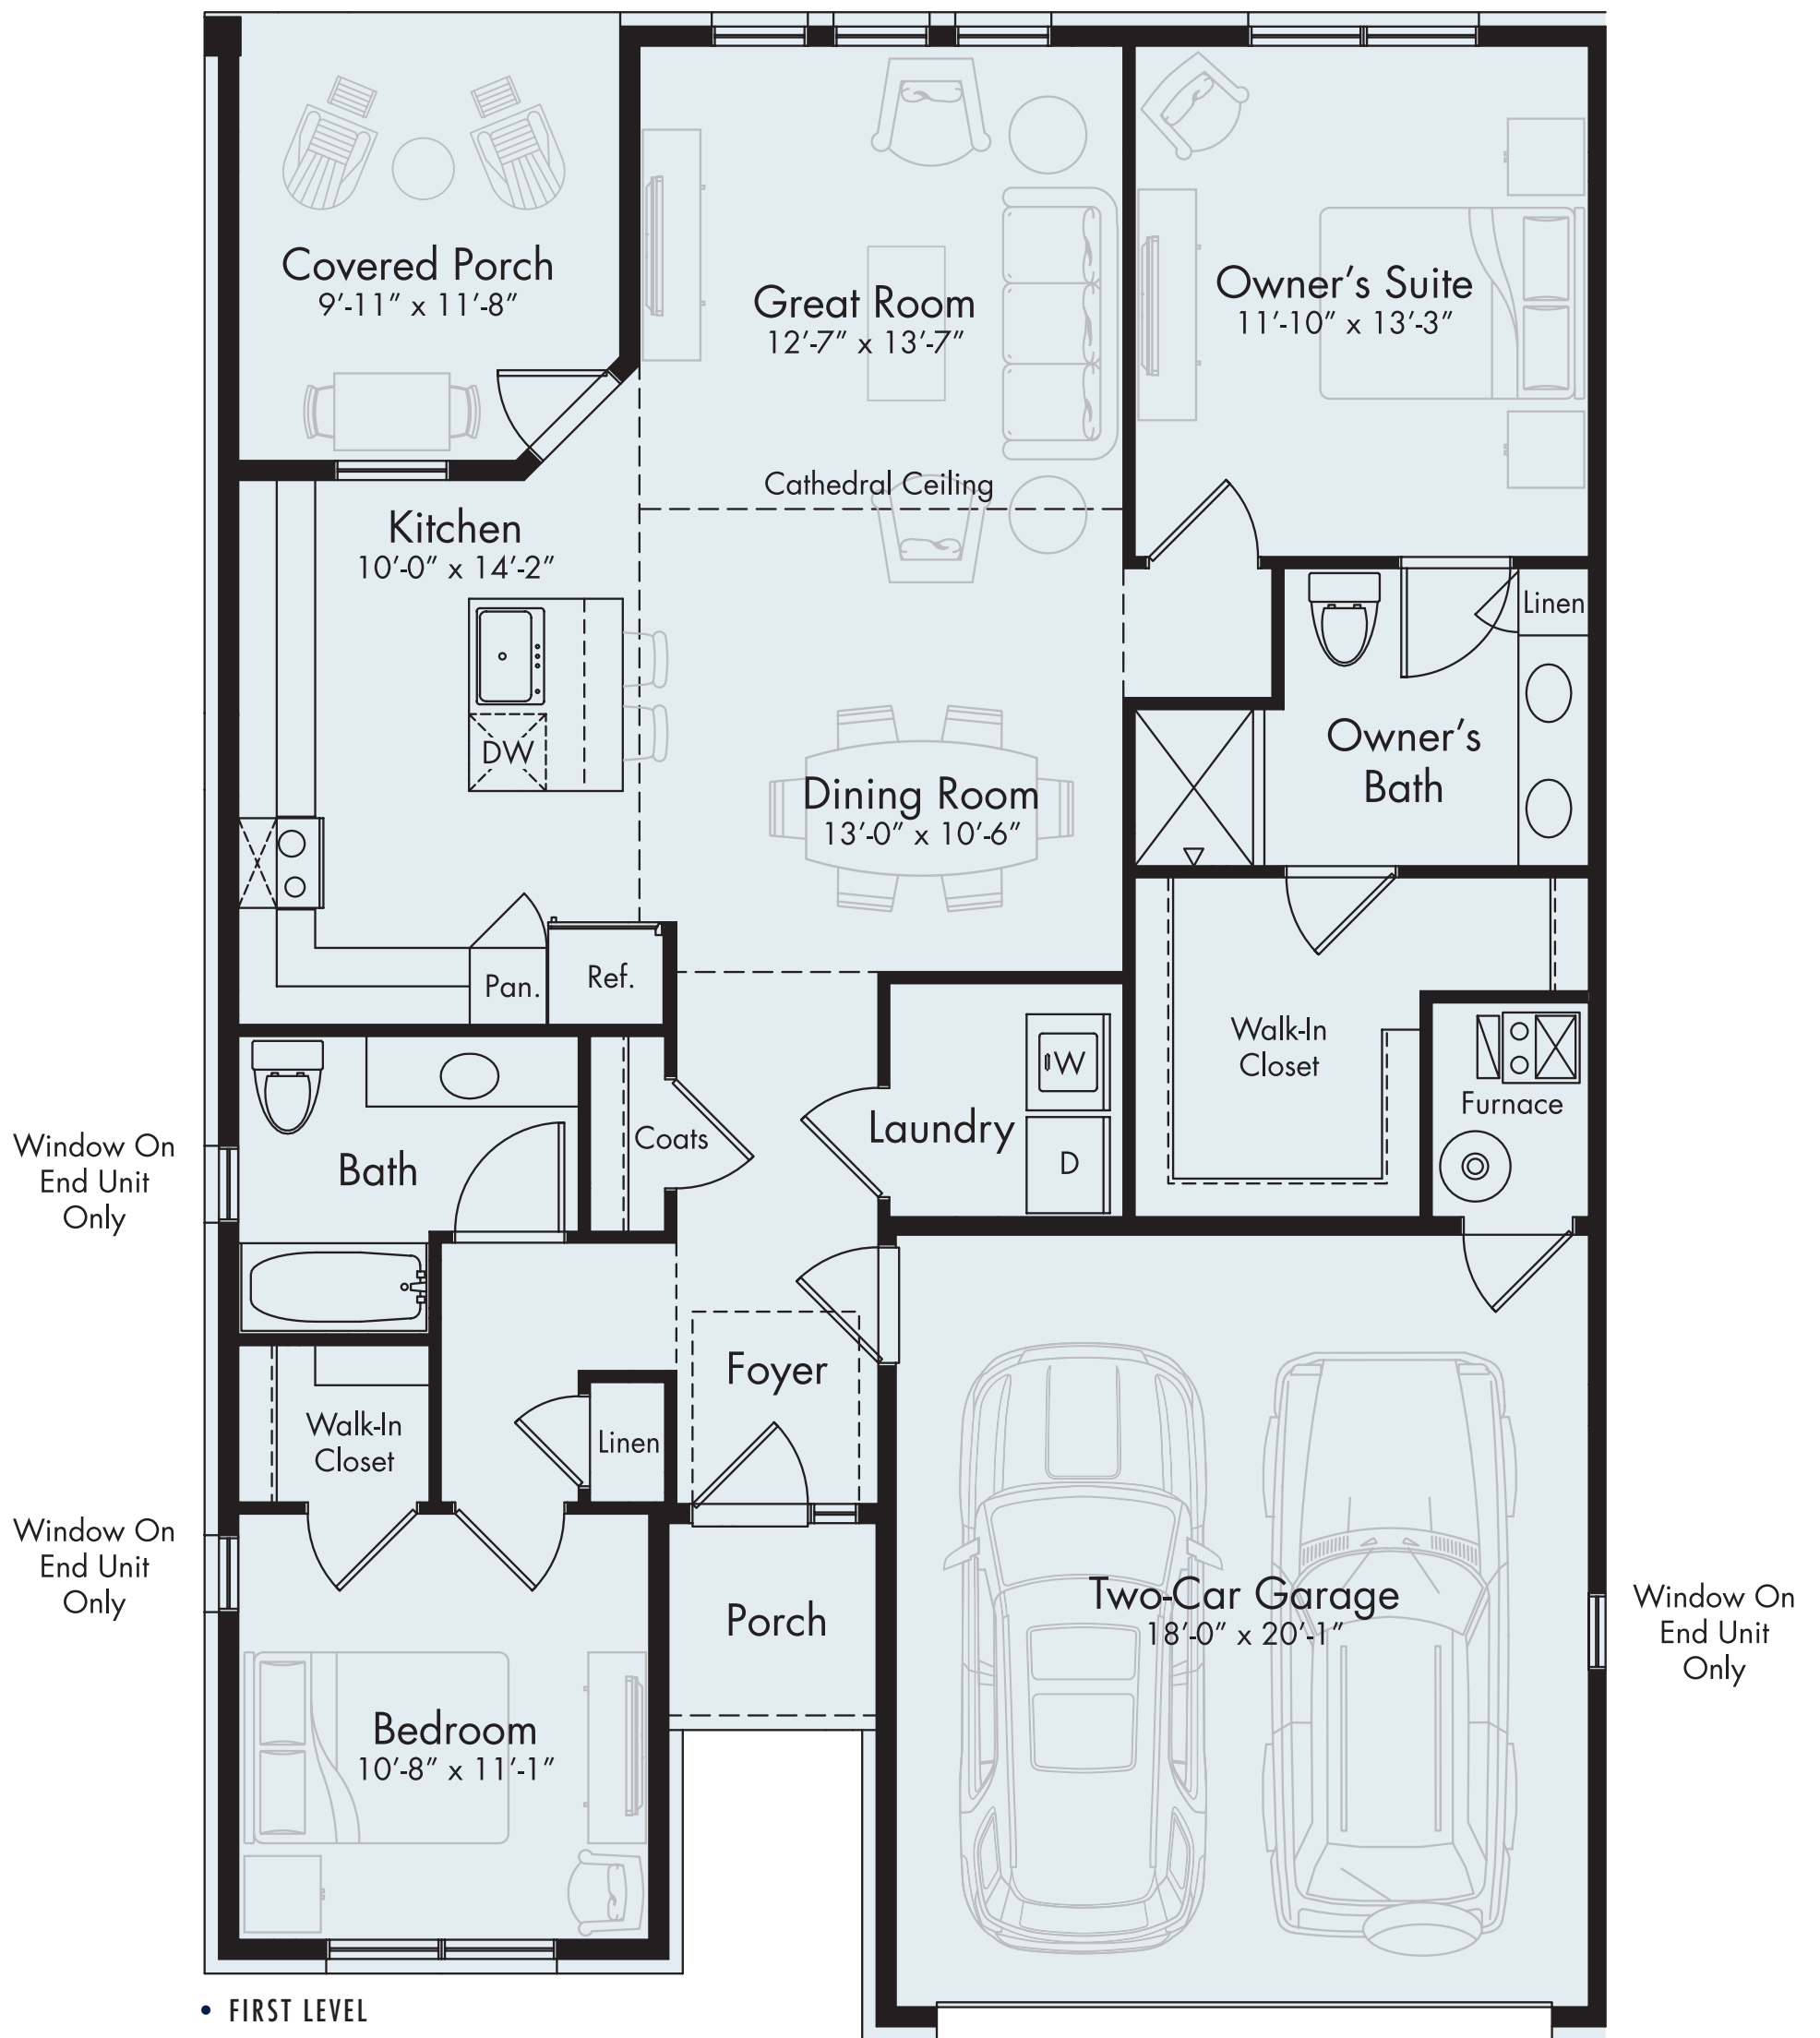 Covered Porch
9’-11” x 11’-8”
Great Room
12’-7” x 13’-7”
Owner’s Suite
11’-10” x 13’-3”
Cathedral Ceiling
Kitchen
10’-0” x 14’-2”
Linen
DW
Owner’s
Bath
Dining Room
13’-0” x 10’-6”
Pan.
Ref.
Walk-In
Closet
W
Furnace
Laundry
D
Coats
Bath
Window On
End Unit
Only
Foyer
Walk-In
Closet
Linen
Window On
End Unit
Only
Porch
Two-Car Garage
18’-0” x 20’-1”
Window On
End Unit
Only
Bedroom
10’-8” x 11’-1”
• FIRST LEVEL